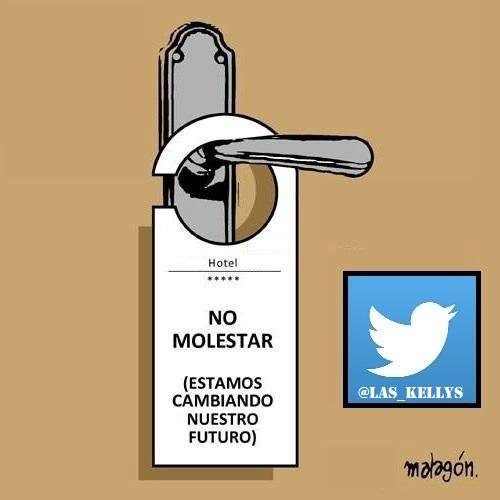 Hotel
*****
NO
MOLESTAR
(ESTAMOS
CAMBIANDO
NUESTRO
FUTURO)
@LAS_KELLYS
malagón.